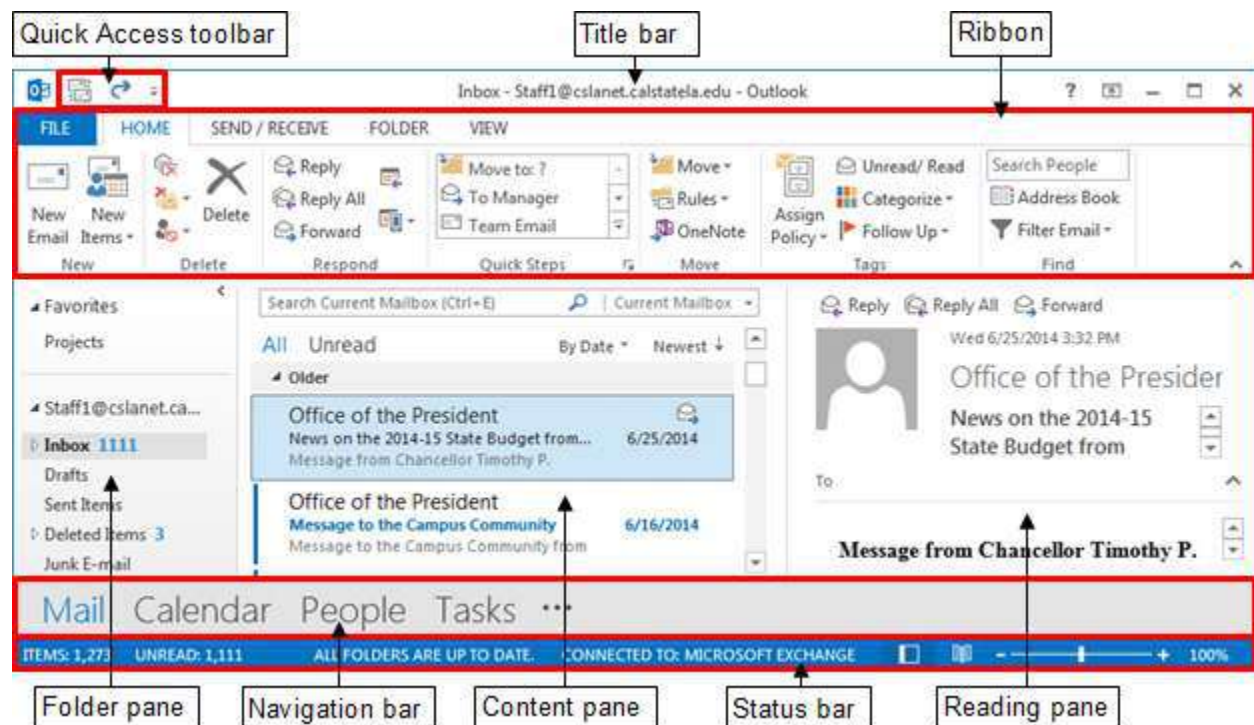 Quick Access toolbar
Title bar
Ribbon
Inbox - Staff1@cslanet.calstatela.edu - Outlook
?
FILE HOME SEND / RECEIVE FOLDER VIEW
New Email
New Items
Delete
Reply
Reply All
Forward
Move to: ?
To Manager
Team Email
Move
Rules
OneNote
Assign Policy
Unread/ Read
Categorize
Follow Up
Search People
Address Book
Filter Email
New Delete Respond Quick Steps Move Tags Find
Favorites
Projects
Staff1@cslanet.ca...
Inbox 1111
Drafts
Sent Items
Deleted Items 3
Junk E-mail
Search Current Mailbox (Ctrl+E) Current Mailbox
All Unread By Date Newest ↓
Older
Office of the President
News on the 2014-15 State Budget from... 6/25/2014
Message from Chancellor Timothy P.
Office of the President
Message to the Campus Community 6/16/2014
Message to the Campus Community from
Reply Reply All Forward
Wed 6/25/2014 3:32 PM
Office of the Presider
News on the 2014-15
State Budget from
To
Message from Chancellor Timothy P.
Mail Calendar People Tasks •••
ITEMS: 1,273 UNREAD: 1,111 ALL FOLDERS ARE UP TO DATE. CONNECTED TO: MICROSOFT EXCHANGE - + 100%
Folder pane
Navigation bar
Content pane
Status bar
Reading pane